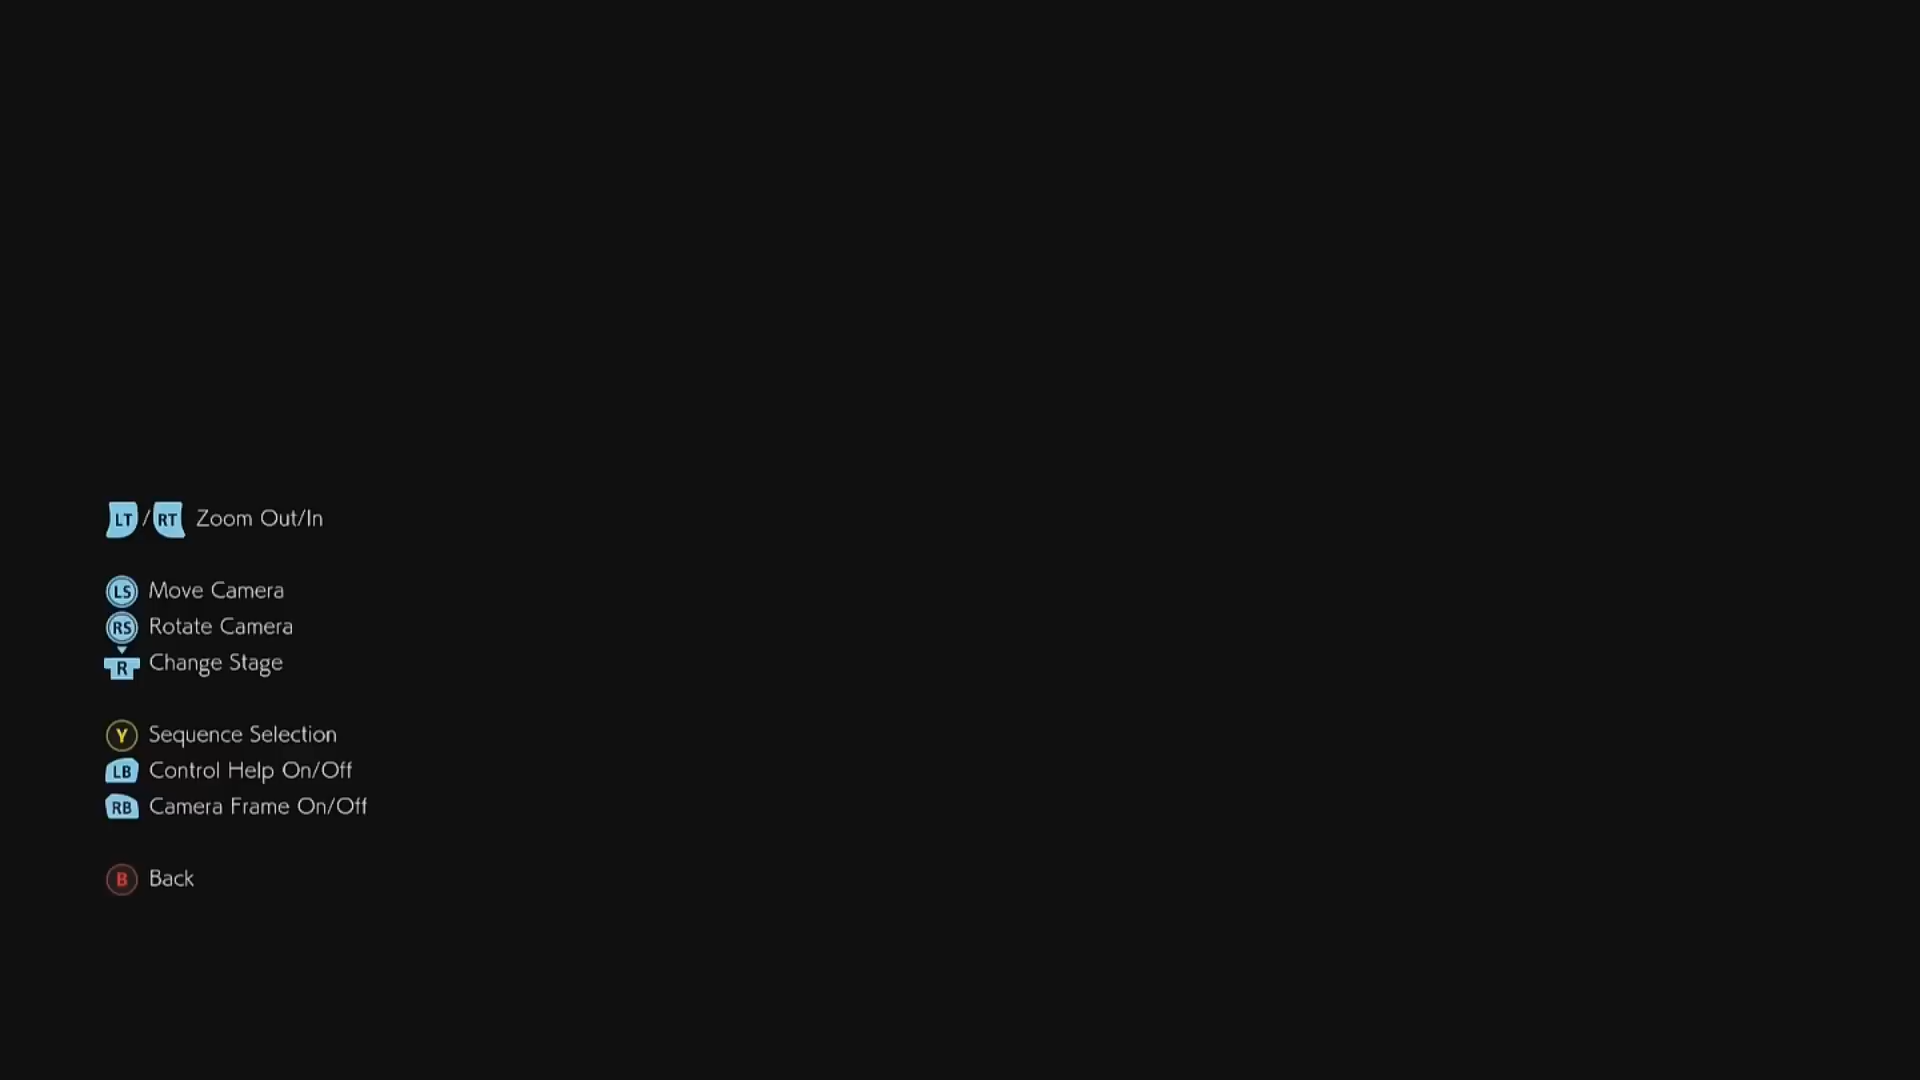 LT / RT Zoom Out/In
LS Move Camera
RS Rotate Camera
R Change Stage
Y Sequence Selection
LB Control Help On/Off
RB Camera Frame On/Off
B Back